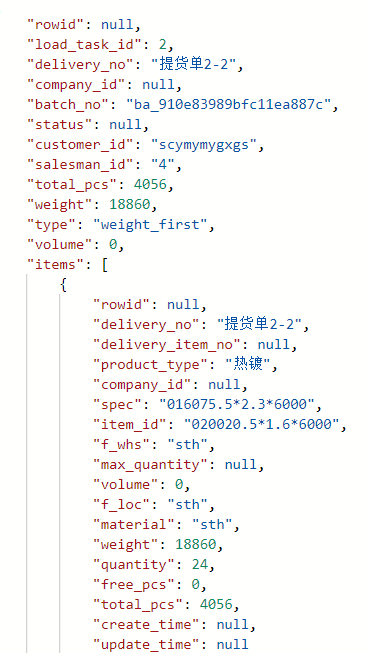 "rowid": null,
"load_task_id": 2,
"delivery_no": "提货单2-2",
"company_id": null,
"batch_no": "ba_910e83989bfc11ea887c",
"status": null,
"customer_id": "scymymygxgs",
"salesman_id": "4",
"total_pcs": 4056,
"weight": 18860,
"type": "weight_first",
"volume": 0,
"items": [
{
"rowid": null,
"delivery_no": "提货单2-2",
"delivery_item_no": null,
"product_type": "热镀",
"company_id": null,
"spec": "016075.5*2.3*6000",
"item_id": "020020.5*1.6*6000",
"f_whs": "sth",
"max_quantity": null,
"volume": 0,
"f_loc": "sth",
"material": "sth",
"weight": 18860,
"quantity": 24,
"free_pcs": 0,
"total_pcs": 4056,
"create_time": null,
"update_time": null